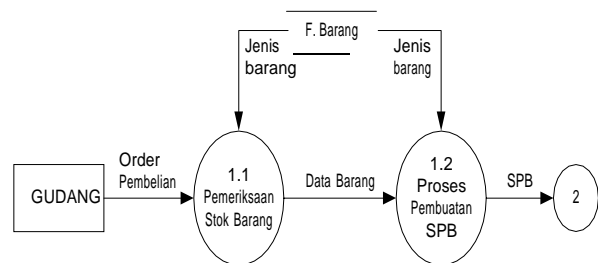 F. Barang
Jenis
barang
Jenis
barang
GUDANG
Order
Pembelian
1.1
Pemeriksaan
Stok Barang
Data Barang
1.2
Proses
Pembuatan
SPB
SPB
2